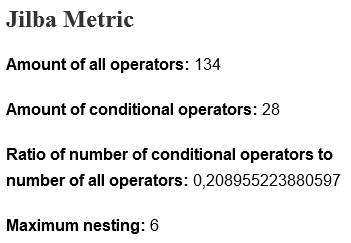 Jilba Metric
Amount of all operators: 134
Amount of conditional operators: 28
Ratio of number of conditional operators to
number of all operators: 0,208955223880597
Maximum nesting: 6